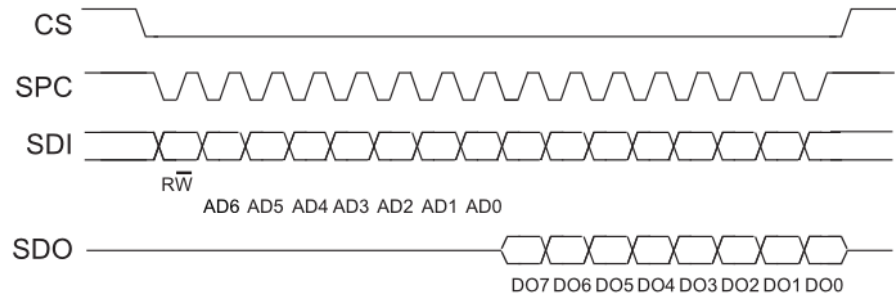 CS
SPC
SDI
RW̅
AD6 AD5 AD4 AD3 AD2 AD1 AD0
SDO
DO7 DO6 DO5 DO4 DO3 DO2 DO1 DO0